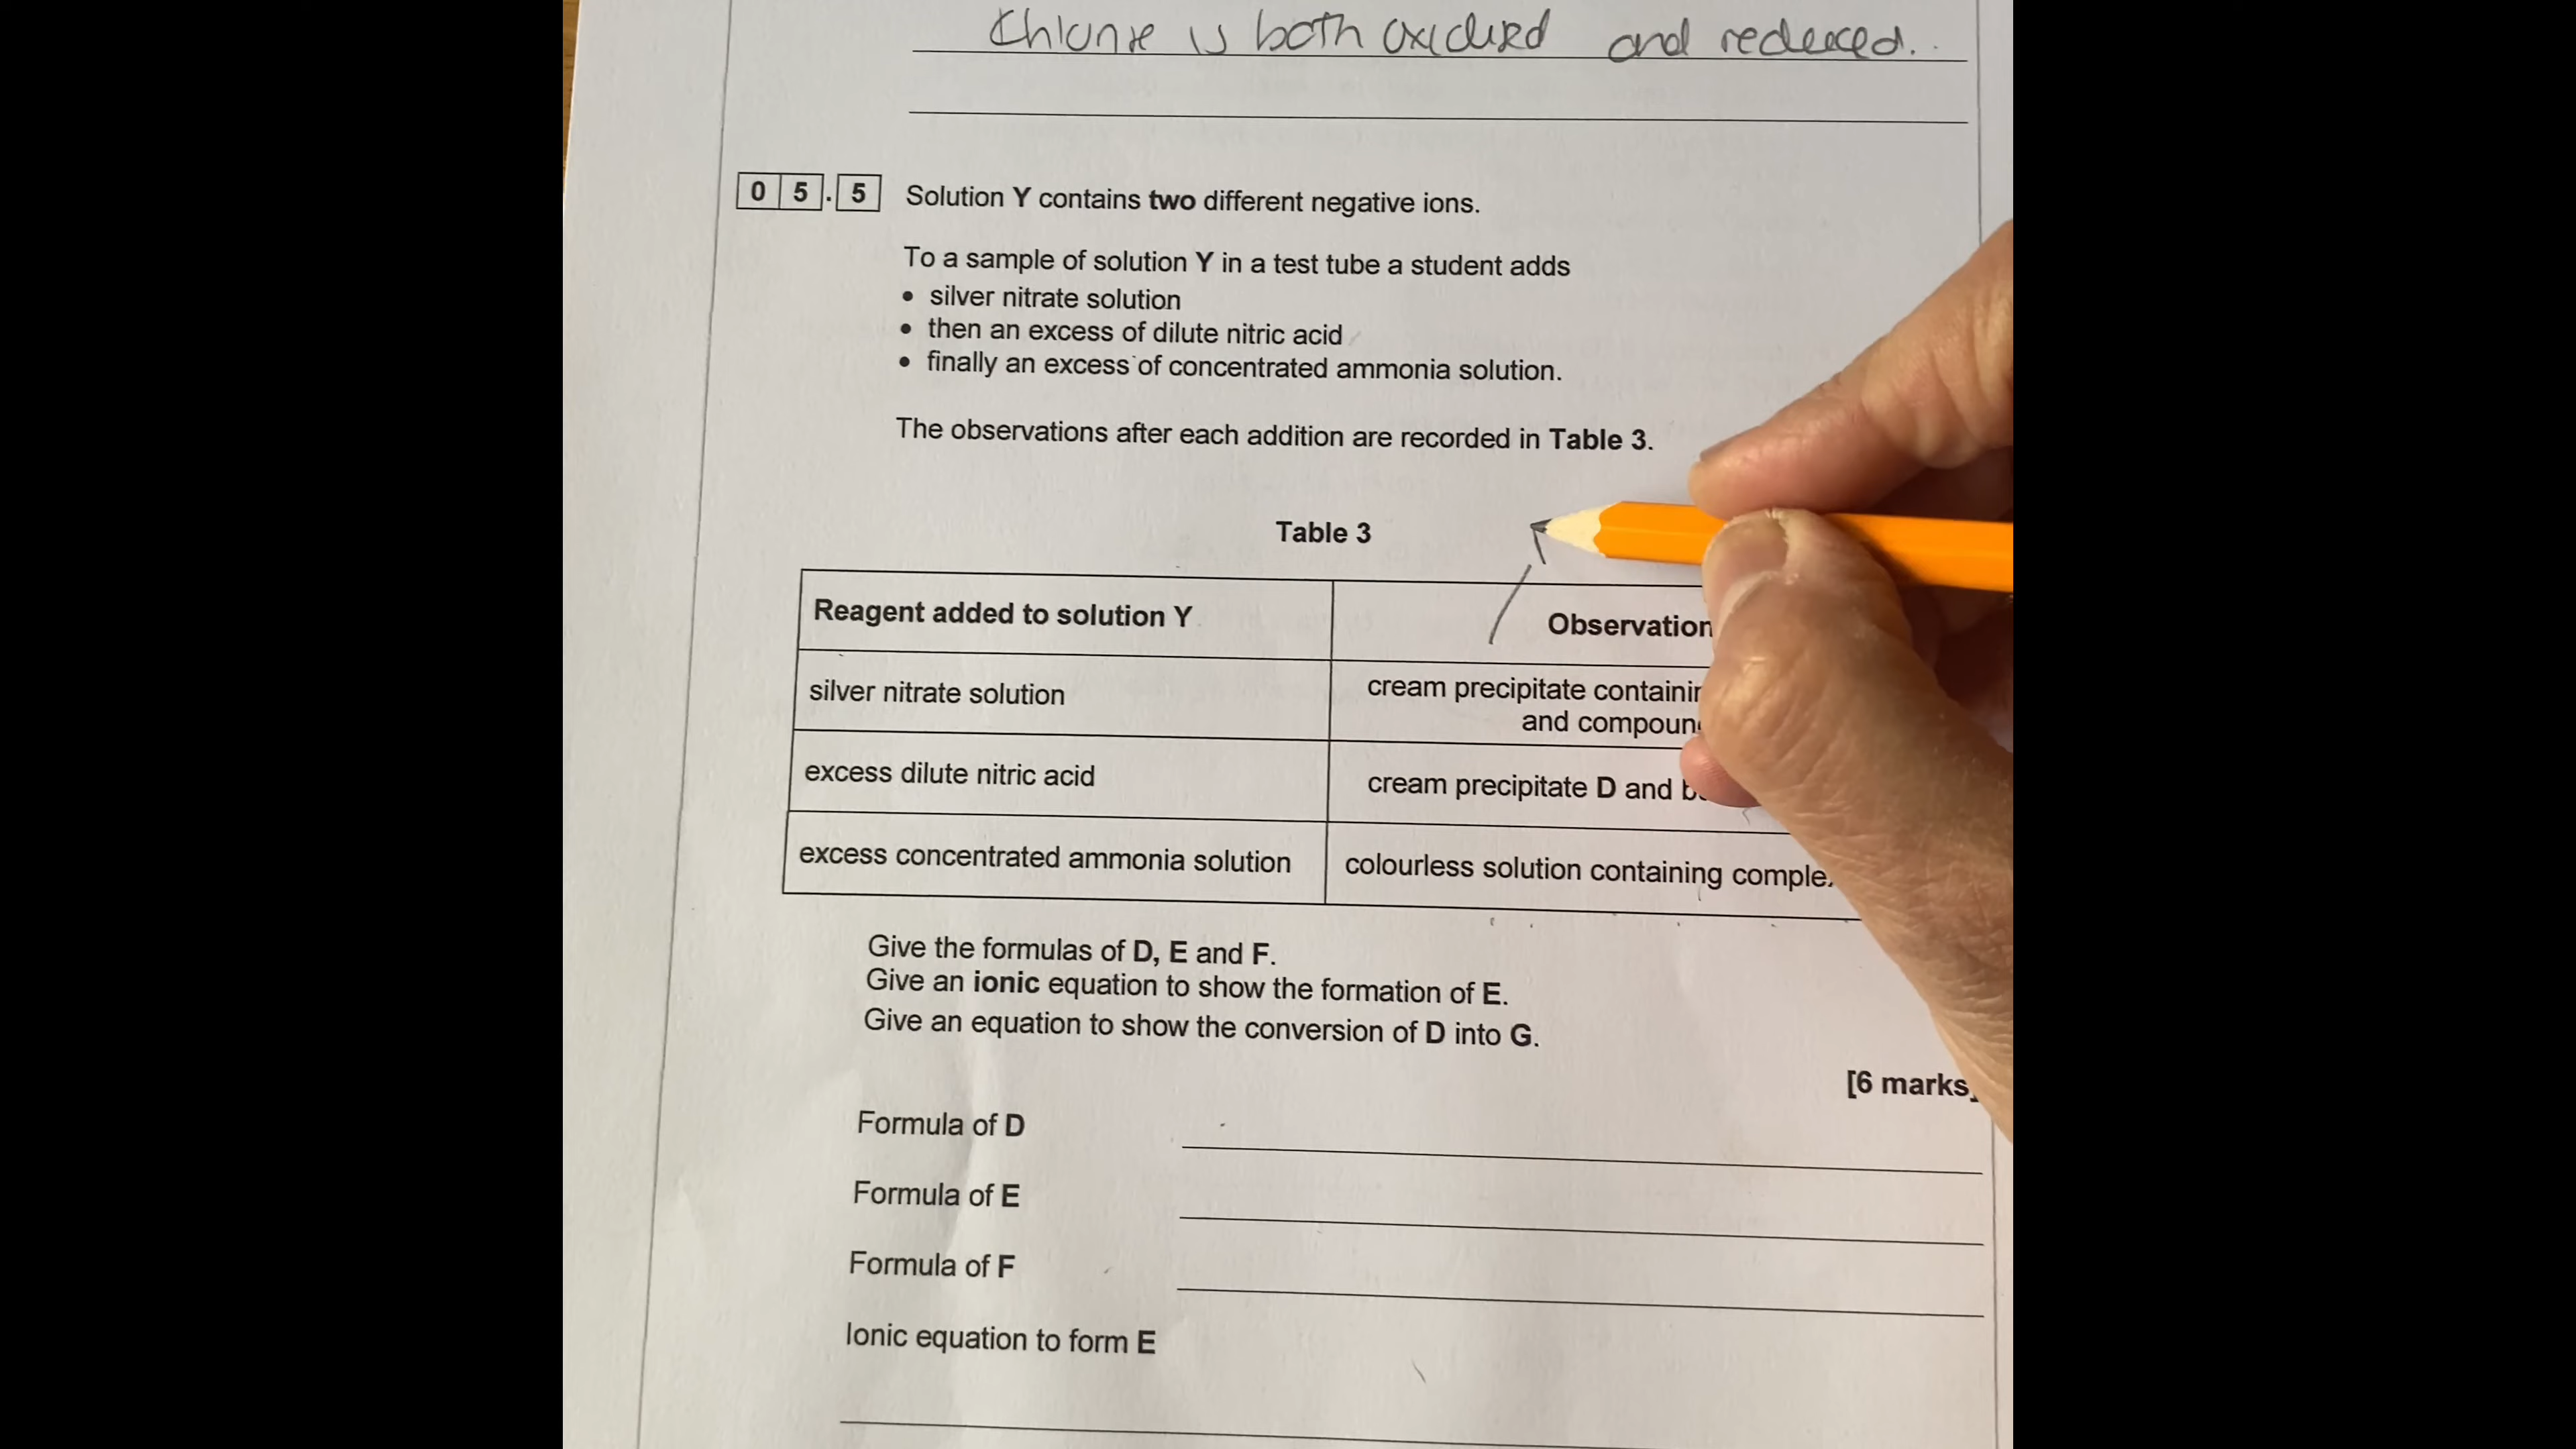 Chlorine is both oxidised and reduced.
0 5 . 5 Solution Y contains two different negative ions.
To a sample of solution Y in a test tube a student adds
• silver nitrate solution
• then an excess of dilute nitric acid
• finally an excess of concentrated ammonia solution.
The observations after each addition are recorded in Table 3.
Table 3
Reagent added to solution Y Observation
silver nitrate solution cream precipitate
and
excess dilute nitric acid cream precipitate D and
excess concentrated ammonia solution colourless solution containing
Give the formulas of D, E and F.
Give an ionic equation to show the formation of E.
Give an equation to show the conversion of D into G.
[6 marks]
Formula of D
Formula of E
Formula of F
Ionic equation to form E